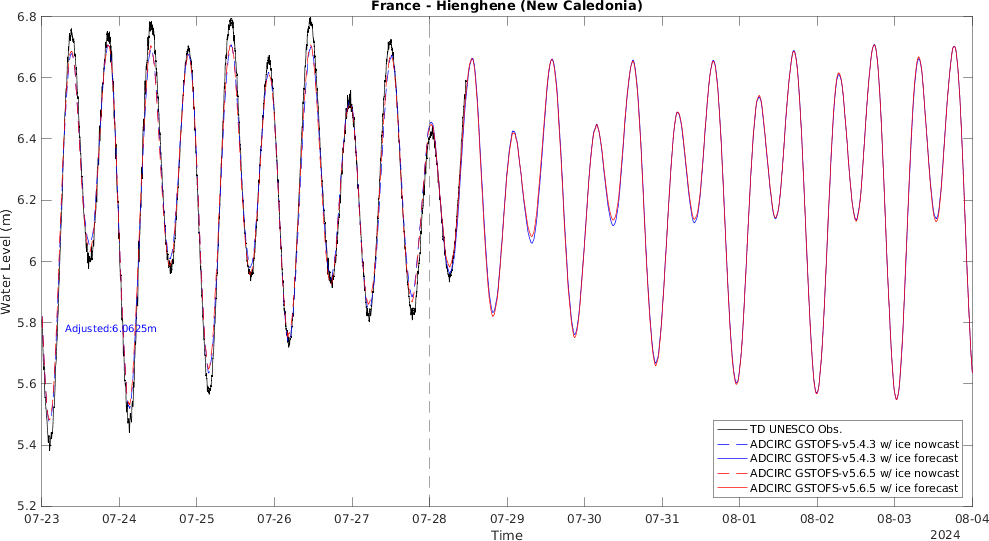 France - Hienghene (New Caledonia)
Water Level (m)
6.8
6.6
6.4
6.2
6
5.8
5.6
5.4
5.2
Adjusted:6.0625m
TD UNESCO Obs.
ADCIRC GSTOFS-v5.4.3 w/ ice nowcast
ADCIRC GSTOFS-v5.4.3 w/ ice forecast
ADCIRC GSTOFS-v5.6.5 w/ ice nowcast
ADCIRC GSTOFS-v5.6.5 w/ ice forecast
07-23 07-24 07-25 07-26 07-27 07-28 07-29 07-30 07-31 08-01 08-02 08-03 08-04
Time
2024